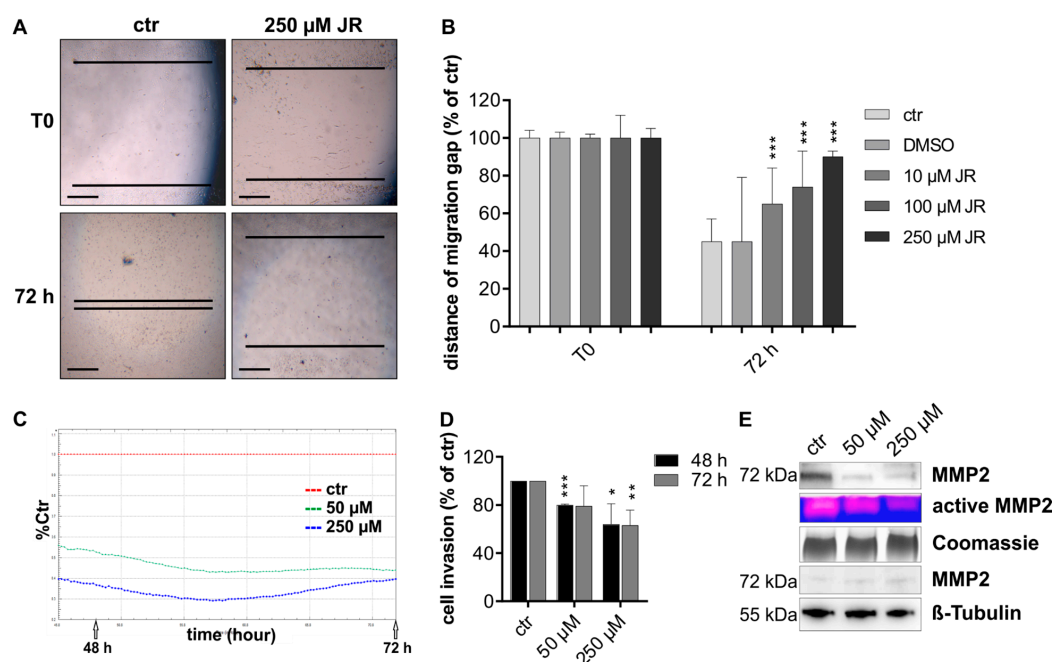 A
ctr
250 µM JR
T0
72 h
B
distance of migration gap (% of ctr)
120
100
80
60
40
20
0
***
***
***
T0
72 h
ctr
DMSO
10 µM JR
100 µM JR
250 µM JR
C
%Ctr
ctr
50 µM
250 µM
time (hour)
48 h
72 h
D
cell invasion (% of ctr)
120
80
60
0
***
*
**
ctr
50 µM
250 µM
48 h
72 h
E
ctr
50 µM
250 µM
72 kDa
MMP2
active MMP2
Coomassie
72 kDa
MMP2
55 kDa
ß-Tubulin